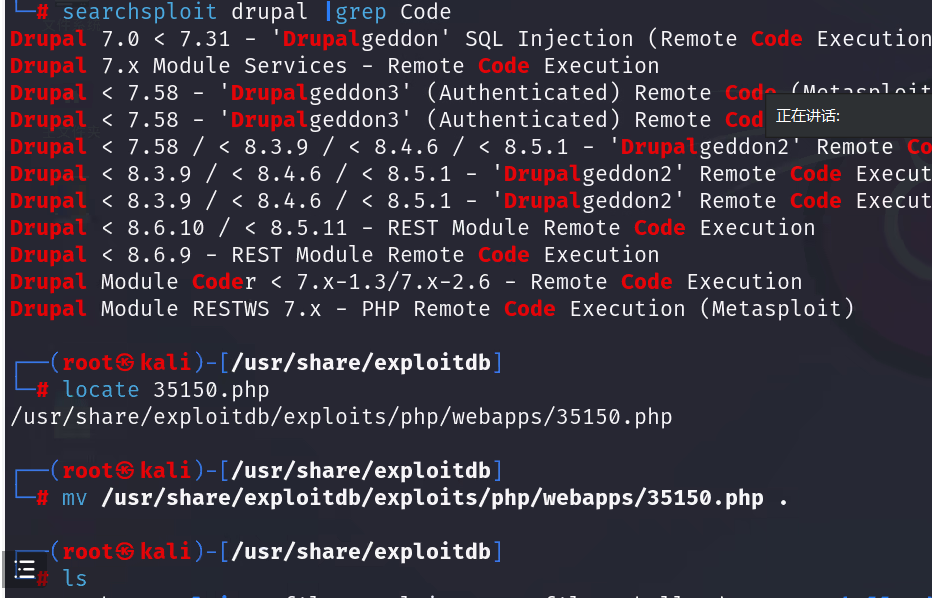 └─# searchsploit drupal |grep Code
Drupal 7.0 < 7.31 - 'Drupalgeddon' SQL Injection (Remote Code Execution
Drupal 7.x Module Services - Remote Code Execution
Drupal < 7.58 - 'Drupalgeddon3' (Authenticated) Remote Code (Metasploit
Drupal < 7.58 - 'Drupalgeddon3' (Authenticated) Remote Cod
正在讲话:
Drupal < 7.58 / < 8.3.9 / < 8.4.6 / < 8.5.1 - 'Drupalgeddon2' Remote Co
Drupal < 8.3.9 / < 8.4.6 / < 8.5.1 - 'Drupalgeddon2' Remote Code Execut
Drupal < 8.3.9 / < 8.4.6 / < 8.5.1 - 'Drupalgeddon2' Remote Code Execut
Drupal < 8.6.10 / < 8.5.11 - REST Module Remote Code Execution
Drupal < 8.6.9 - REST Module Remote Code Execution
Drupal Module Coder < 7.x-1.3/7.x-2.6 - Remote Code Execution
Drupal Module RESTWS 7.x - PHP Remote Code Execution (Metasploit)
┌──(root㉿kali)-[/usr/share/exploitdb]
└─# locate 35150.php
/usr/share/exploitdb/exploits/php/webapps/35150.php
┌──(root㉿kali)-[/usr/share/exploitdb]
└─# mv /usr/share/exploitdb/exploits/php/webapps/35150.php .
┌──(root㉿kali)-[/usr/share/exploitdb]
└─# ls